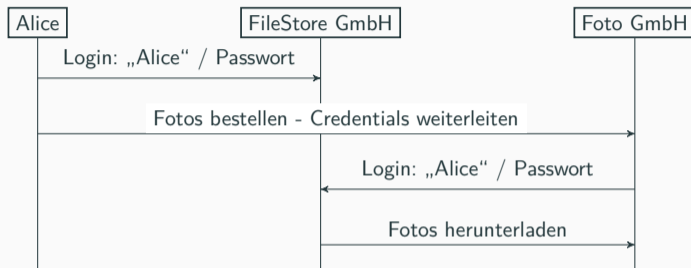 Alice
FileStore GmbH
Foto GmbH
Login: „Alice“ / Passwort
Fotos bestellen - Credentials weiterleiten
Login: „Alice“ / Passwort
Fotos herunterladen